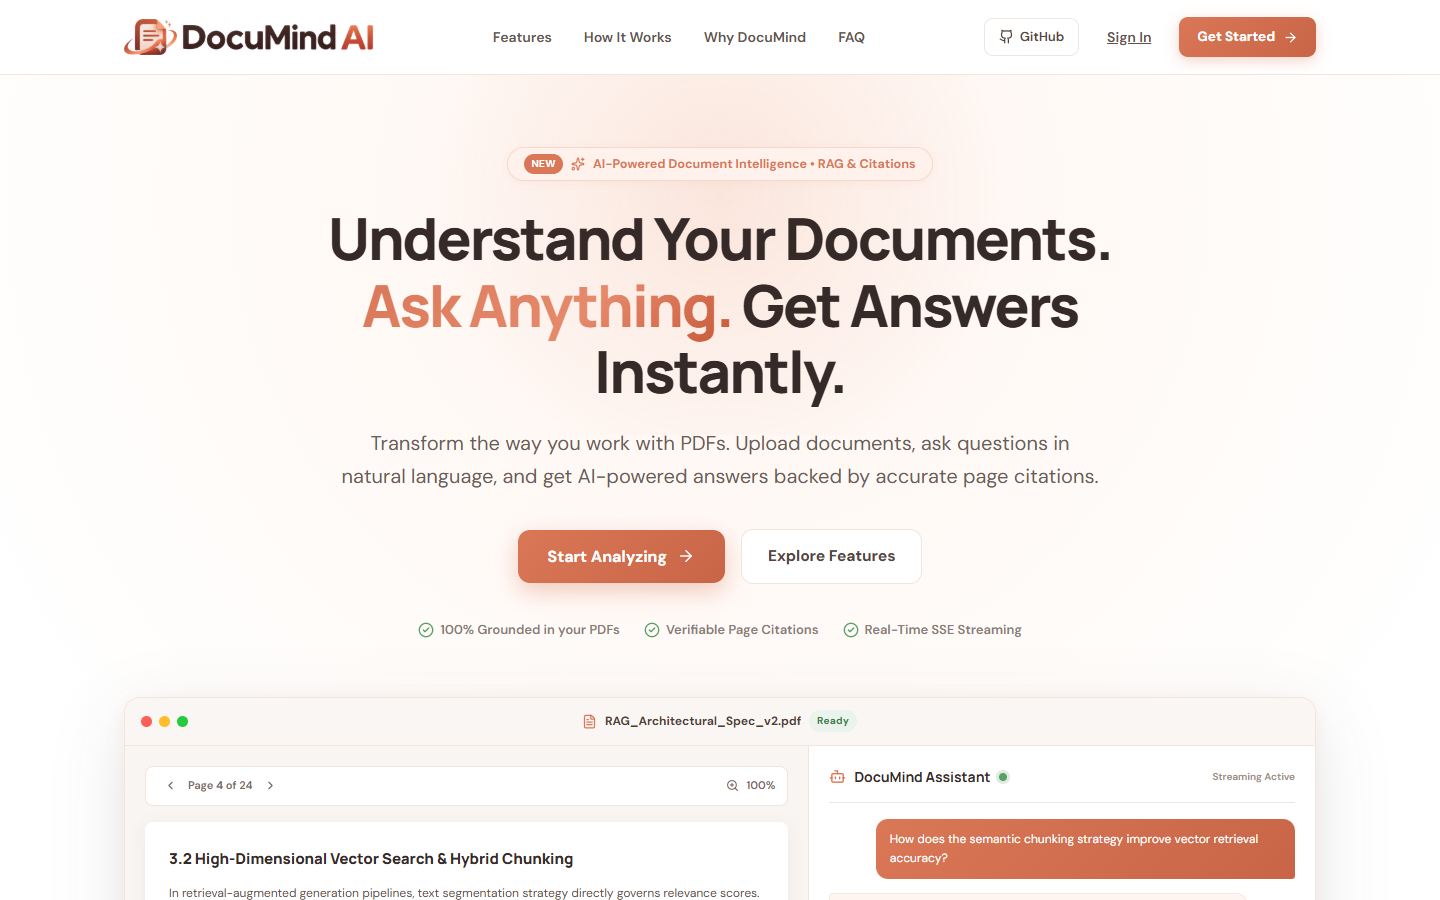 DocuMind AI
Features
How It Works
Why DocuMind
FAQ
GitHub
Sign In
Get Started
NEW
AI-Powered Document Intelligence • RAG & Citations
Understand Your Documents.
Ask Anything. Get Answers
Instantly.
Transform the way you work with PDFs. Upload documents, ask questions in
natural language, and get AI-powered answers backed by accurate page citations.
Start Analyzing
Explore Features
100% Grounded in your PDFs
Verifiable Page Citations
Real-Time SSE Streaming
RAG_Architectural_Spec_v2.pdf
Ready
Page 4 of 24
100%
3.2 High-Dimensional Vector Search & Hybrid Chunking
In retrieval-augmented generation pipelines, text segmentation strategy directly governs relevance scores.
DocuMind Assistant
Streaming Active
How does the semantic chunking strategy improve vector retrieval
accuracy?